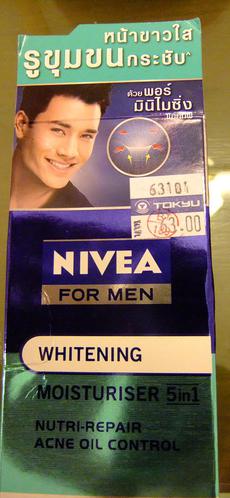 หน้าขาวใส
รูขุมขนกระชับ^
ด้วยพอร์
มินิไมซิ่ง
63101
TOKYU
3.00
NIVEA
FOR MEN
WHITENING
MOISTURISER 5in1
NUTRI-REPAIR
ACNE OIL CONTROL